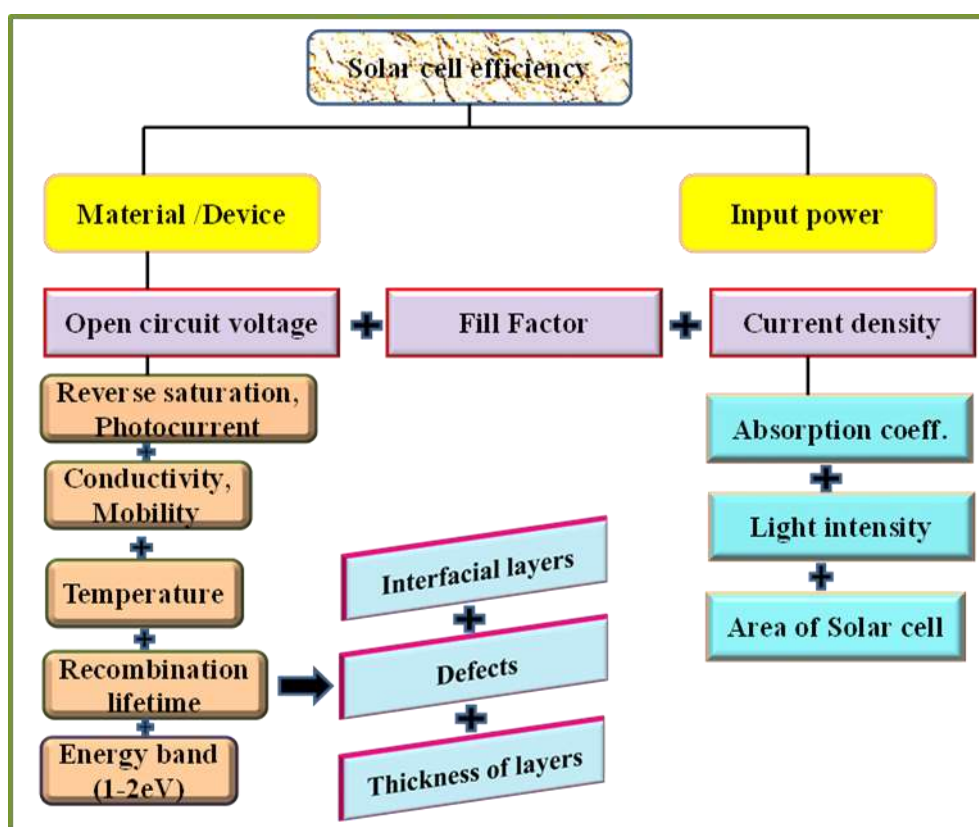 Solar cell efficiency
Material /Device
Input power
Open circuit voltage
Fill Factor
Current density
Reverse saturation,
Photocurrent
Conductivity,
Mobility
Temperature
Recombination
lifetime
Energy band
(1-2eV)
Interfacial layers
Defects
Thickness of layers
Absorption coeff.
Light intensity
Area of Solar cell